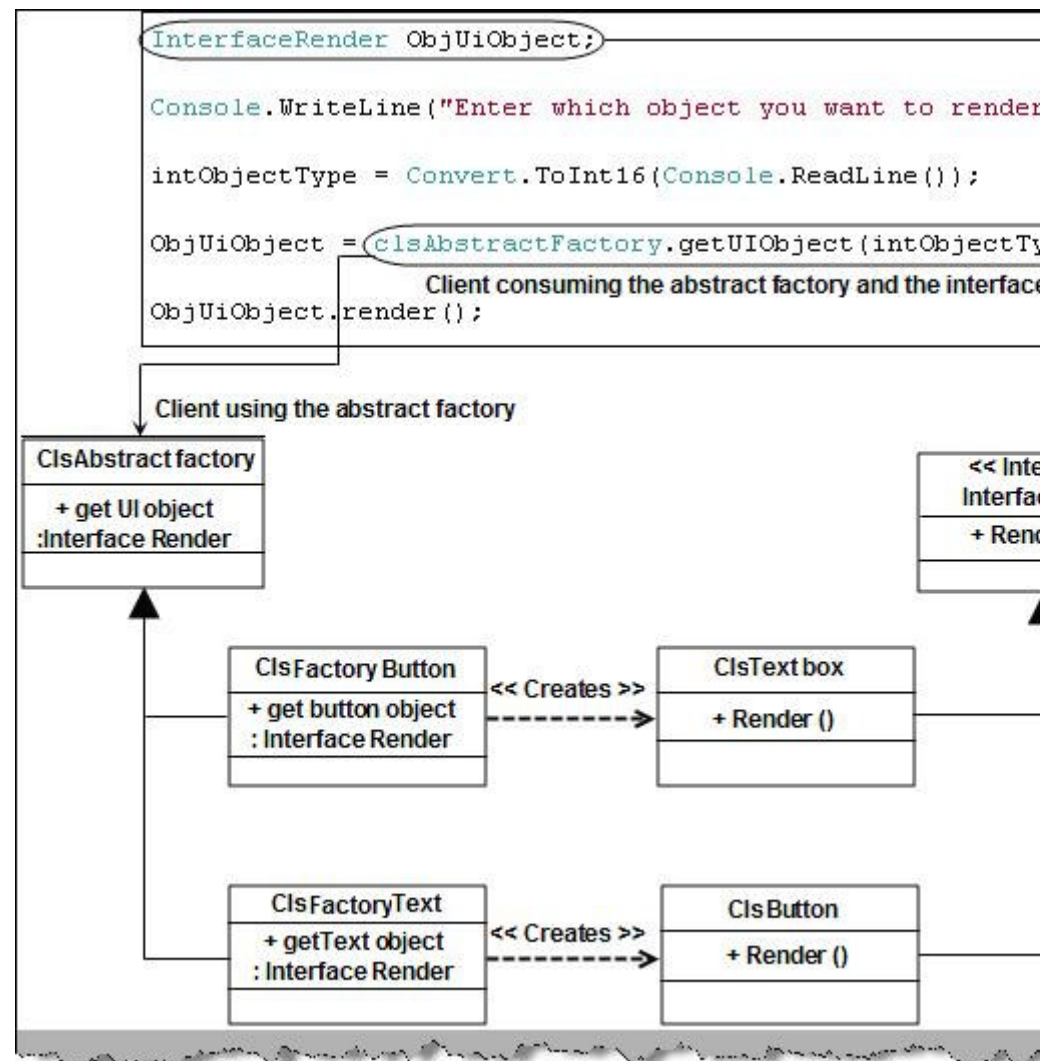 InterfaceRender ObjUiObject;
Console.WriteLine("Enter which object you want to render
intObjectType = Convert.ToInt16(Console.ReadLine());
ObjUiObject = clsAbstractFactory.getUIObject(intObjectTy
Client consuming the abstract factory and the interface
ObjUiObject.render();
Client using the abstract factory
ClsAbstract factory
+ get UI object
:Interface Render
<< Inte
Interfac
+ Rend
ClsFactory Button
+ get button object
: Interface Render
<< Creates >>
ClsText box
+ Render ()
ClsFactoryText
+ getText object
: Interface Render
<< Creates >>
ClsButton
+ Render ()